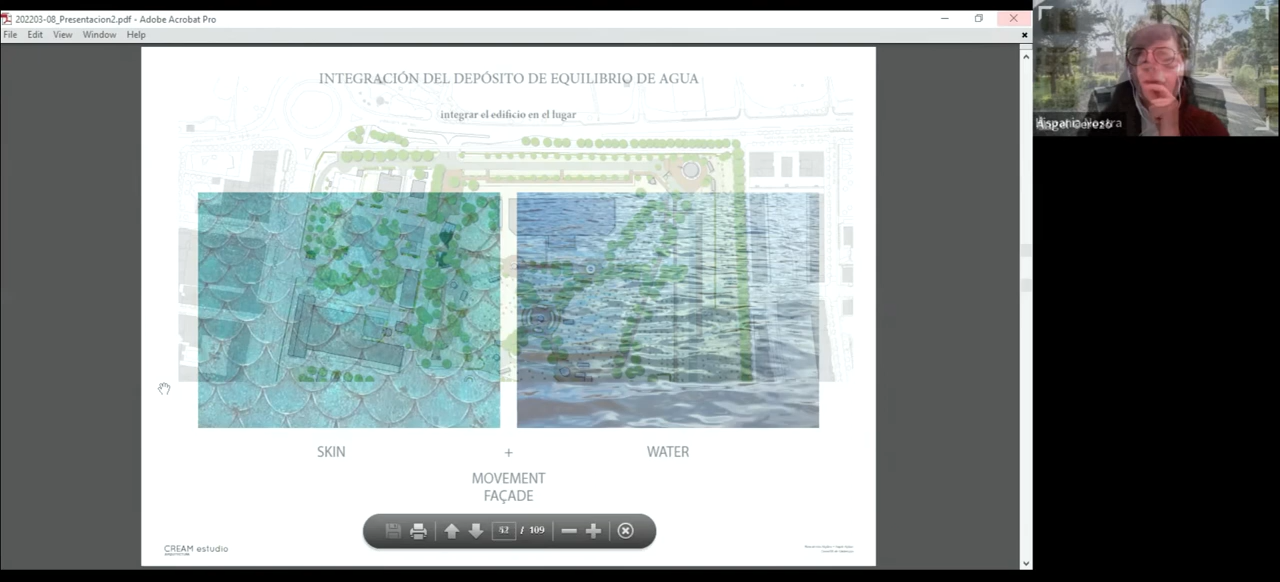 202203-08_Presentacion2.pdf - Adobe Acrobat Pro
File Edit View Window Help
INTEGRACIÓN DEL DEPÓSITO DE EQUILIBRIO DE AGUA
integrar el edificio en el lugar
SKIN + WATER
MOVEMENT
FAÇADE
52 / 109
CREAM estudio